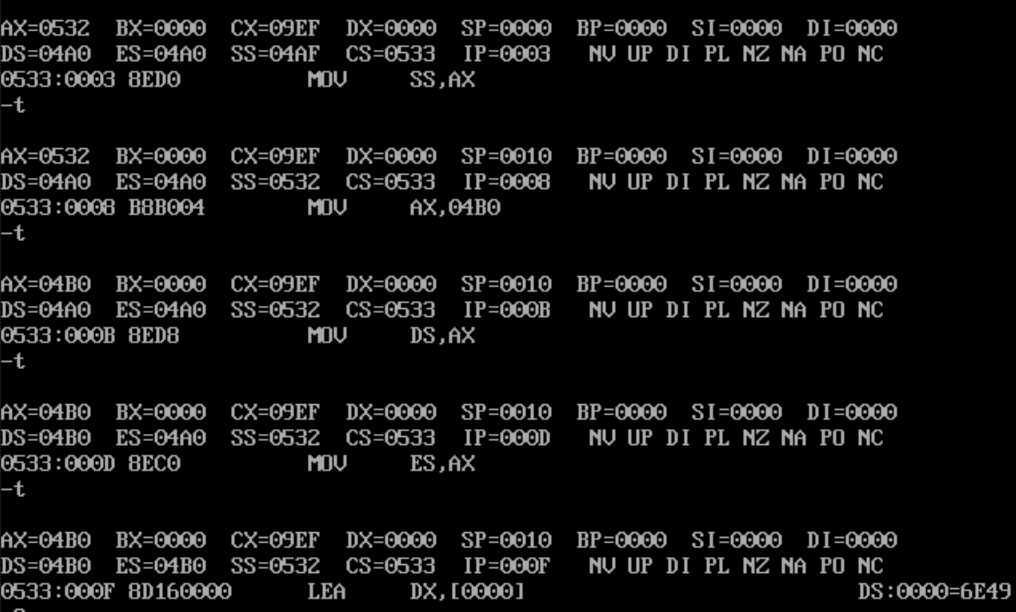 AX=0532  BX=0000  CX=09EF  DX=0000  SP=0000  BP=0000  SI=0000  DI=0000
DS=04A0  ES=04A0  SS=04AF  CS=0533  IP=0003   NV UP DI PL NZ NA PO NC
0533:0003 8ED0          MOV     SS,AX
-t
AX=0532  BX=0000  CX=09EF  DX=0000  SP=0010  BP=0000  SI=0000  DI=0000
DS=04A0  ES=04A0  SS=0532  CS=0533  IP=0008   NV UP DI PL NZ NA PO NC
0533:0008 B8B004        MOV     AX,04B0
-t
AX=04B0  BX=0000  CX=09EF  DX=0000  SP=0010  BP=0000  SI=0000  DI=0000
DS=04A0  ES=04A0  SS=0532  CS=0533  IP=000B   NV UP DI PL NZ NA PO NC
0533:000B 8ED8          MOV     DS,AX
-t
AX=04B0  BX=0000  CX=09EF  DX=0000  SP=0010  BP=0000  SI=0000  DI=0000
DS=04B0  ES=04A0  SS=0532  CS=0533  IP=000D   NV UP DI PL NZ NA PO NC
0533:000D 8EC0          MOV     ES,AX
-t
AX=04B0  BX=0000  CX=09EF  DX=0000  SP=0010  BP=0000  SI=0000  DI=0000
DS=04B0  ES=04B0  SS=0532  CS=0533  IP=000F   NV UP DI PL NZ NA PO NC
0533:000F 8D160000      LEA     DX,[0000]                          DS:0000=6E49